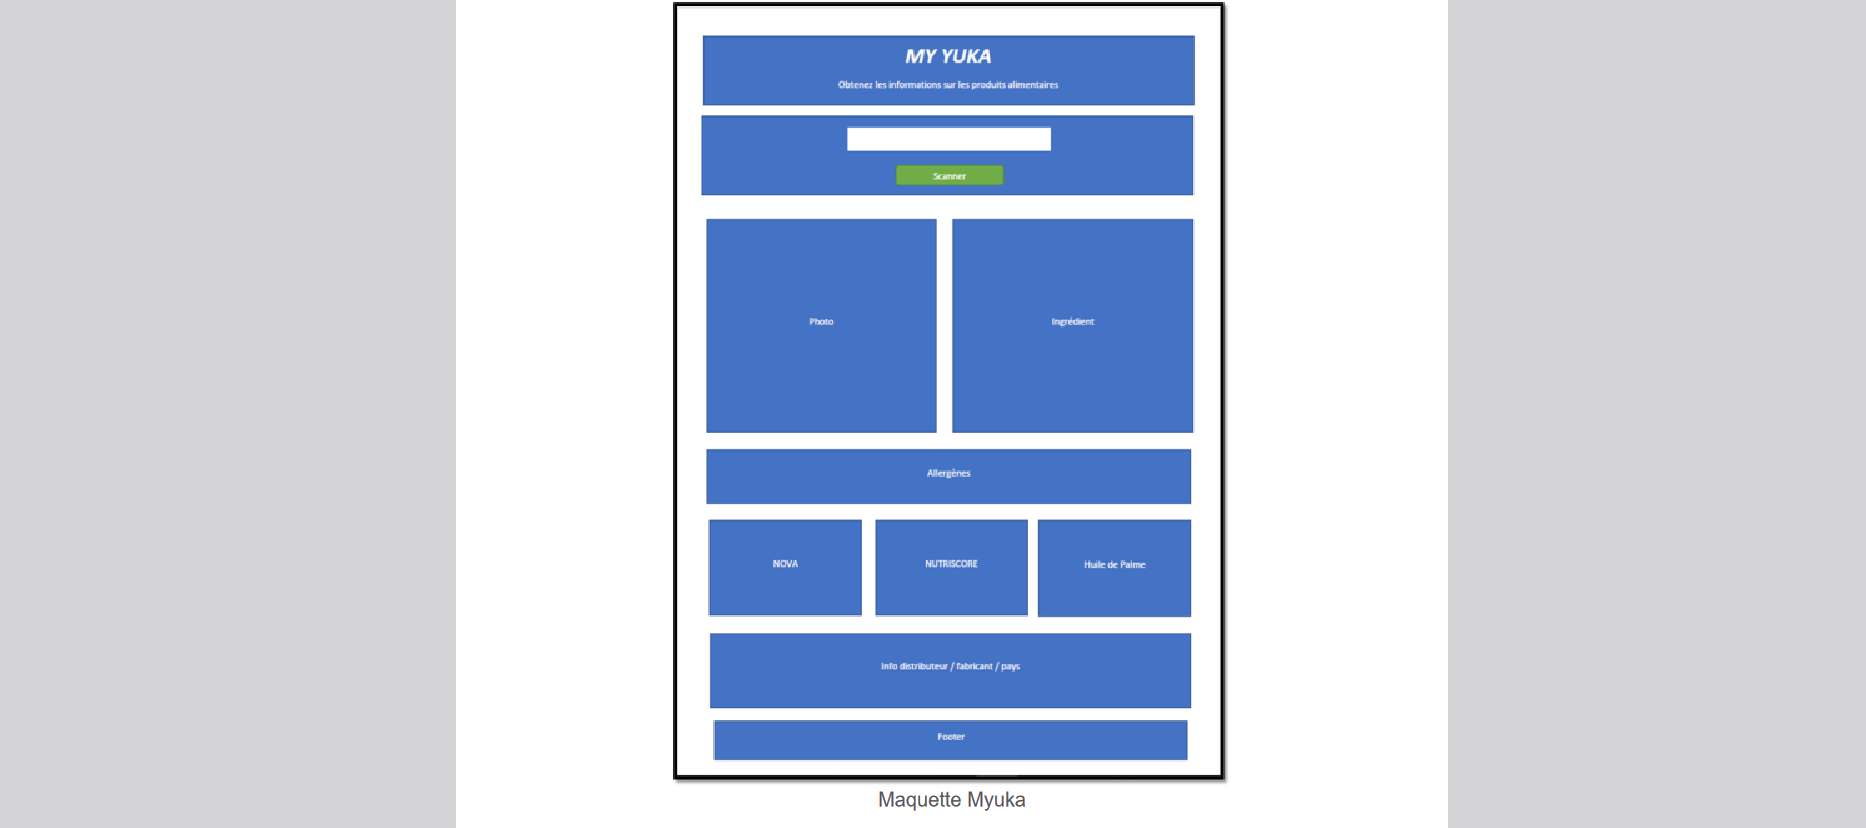 MY YUKA
Obtenez les informations sur les produits alimentaires
Scanner
Photo
Ingrédient
Allergènes
NOVA
NUTRISCORE
Huile de Palme
Info distributeur / fabricant / pays
Footer
Maquette Myuka